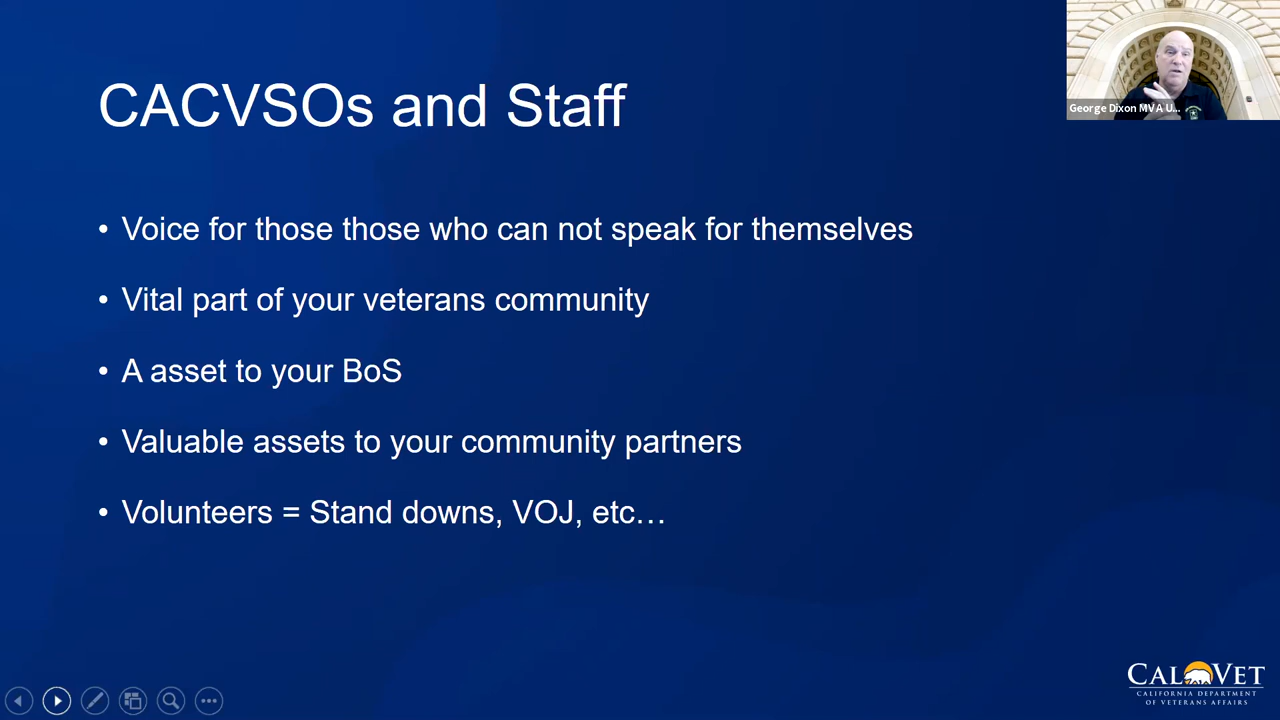 CACVSOs and Staff
George Dixon MVA U...
• Voice for those those who can not speak for themselves
• Vital part of your veterans community
• A asset to your BoS
• Valuable assets to your community partners
• Volunteers = Stand downs, VOJ, etc…
CALVET
CALIFORNIA DEPARTMENT
OF VETERANS AFFAIRS